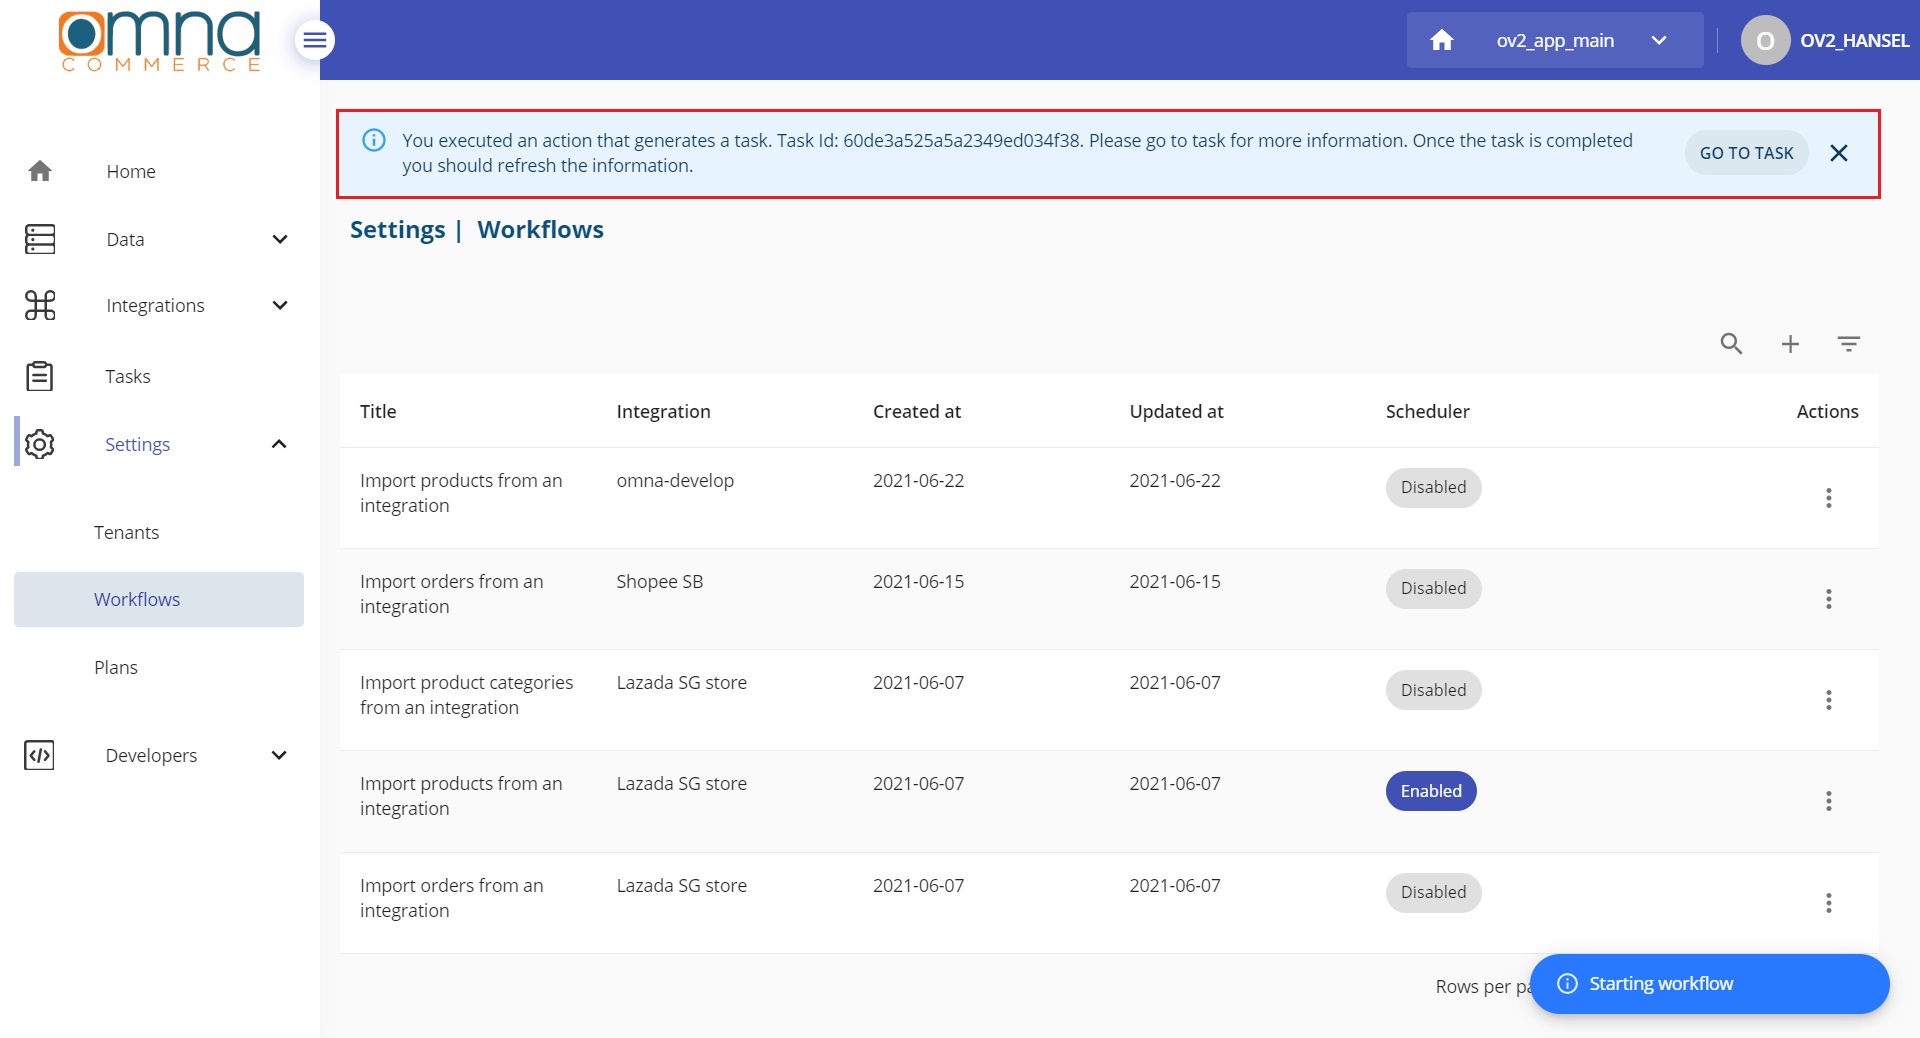 omna
COMMERCE
ov2_app_main
O
OV2_HANSEL
You executed an action that generates a task. Task Id: 60de3a525a5a2349ed034f38. Please go to task for more information. Once the task is completed
you should refresh the information.
GO TO TASK
Home
Data
Integrations
Tasks
Settings
Tenants
Workflows
Plans
Developers
Settings | Workflows
Title
Integration
Created at
Updated at
Scheduler
Actions
Import products from an
integration
omna-develop
2021-06-22
2021-06-22
Disabled
Import orders from an
integration
Shopee SB
2021-06-15
2021-06-15
Disabled
Import product categories
from an integration
Lazada SG store
2021-06-07
2021-06-07
Disabled
Import products from an
integration
Lazada SG store
2021-06-07
2021-06-07
Enabled
Import orders from an
integration
Lazada SG store
2021-06-07
2021-06-07
Disabled
Rows per pa
Starting workflow